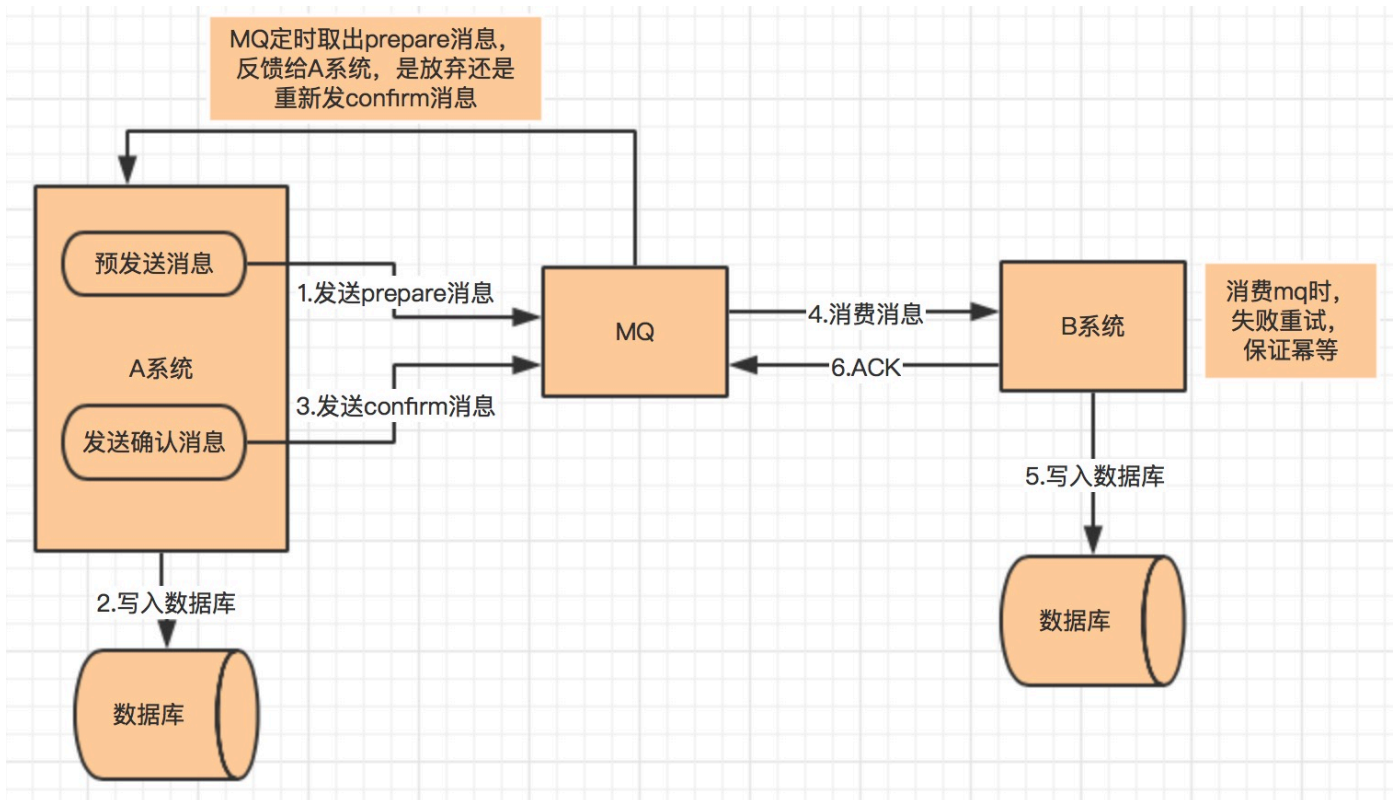 MQ定时取出prepare消息，
反馈给A系统，是放弃还是
重新发confirm消息
预发送消息
1.发送prepare消息
A系统
3.发送confirm消息
发送确认消息
2.写入数据库
数据库
MQ
4.消费消息
6.ACK
B系统
消费mq时，
失败重试，
保证幂等
5.写入数据库
数据库